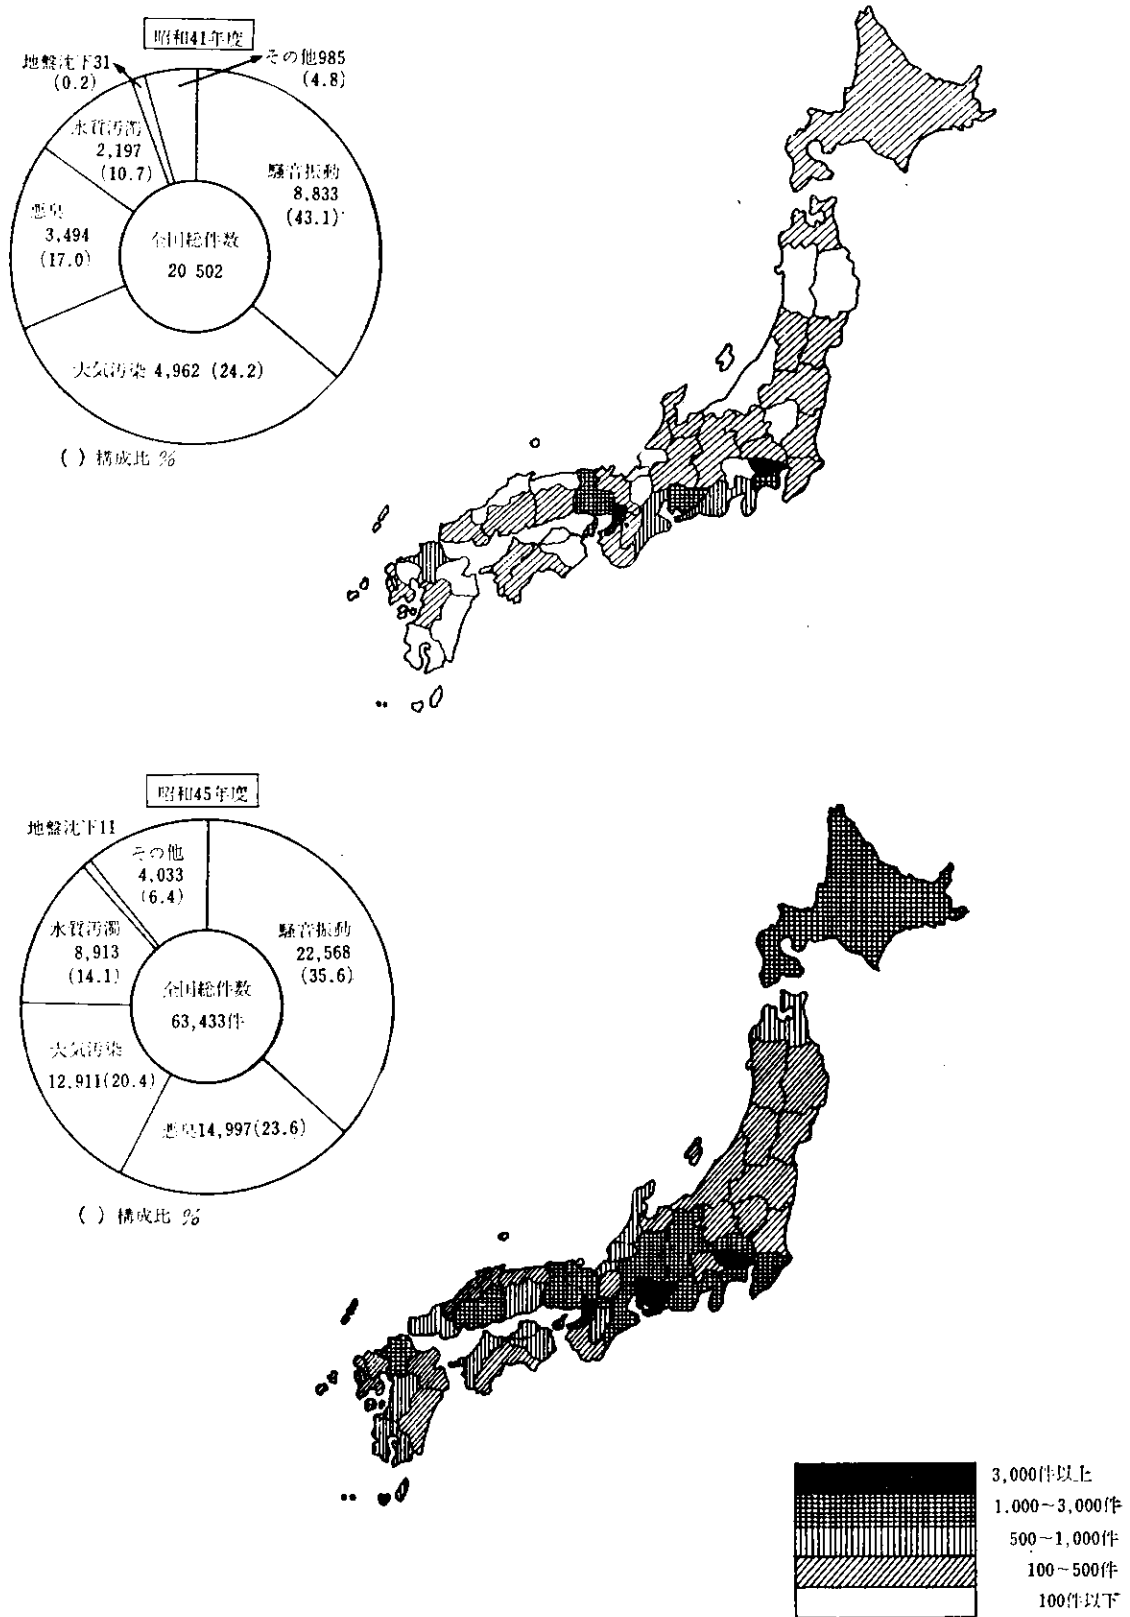 昭和41年度
地盤沈下31
(0.2)
その他985
(4.8)
水質汚濁
2,197
(10.7)
騒音振動
8,833
(43.1)
悪臭
3,494
(17.0)
全国総件数
20 502
大気汚染 4,962 (24.2)
( ) 構成比 %
昭和45年度
地盤沈下11
その他
4,033
(6.4)
水質汚濁
8,913
(14.1)
騒音振動
22,568
(35.6)
全国総件数
63,433件
大気汚染
12,911(20.4)
悪臭14,997(23.6)
( ) 構成比 %
3,000件以上
1.000~3,000件
500~1,000件
100~500件
100件以下